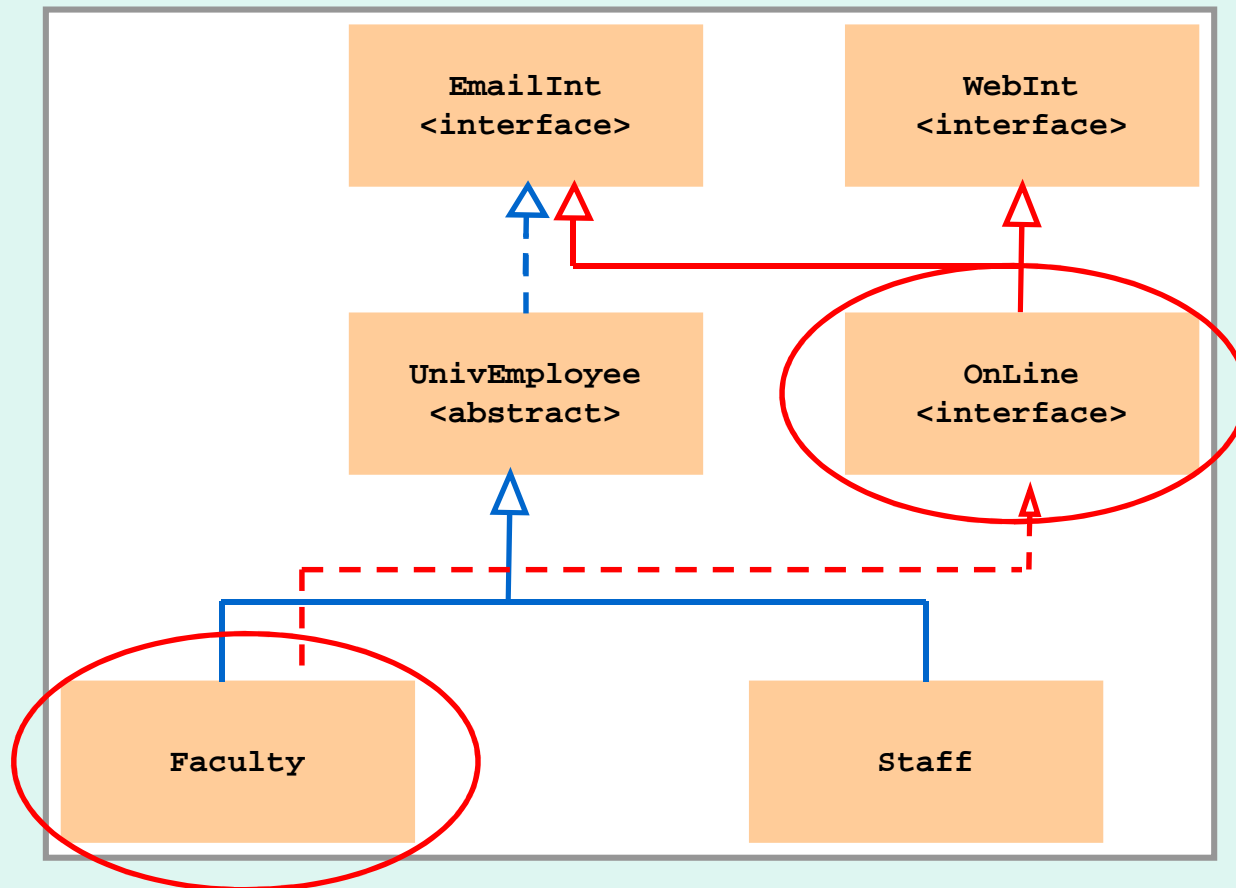 EmailInt
<interface>
WebInt
<interface>
UnivEmployee
<abstract>
OnLine
<interface>
Faculty
Staff